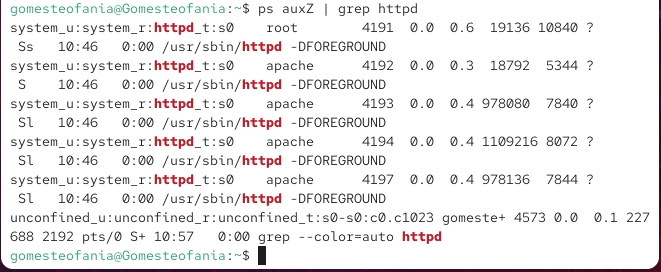 gomesteofania@Gomesteofania:~$ ps auxZ | grep httpd
system_u:system_r:httpd_t:s0    root        4191  0.0  0.6  19136 10840 ?
 Ss   10:46   0:00 /usr/sbin/httpd -DFOREGROUND
system_u:system_r:httpd_t:s0    apache      4192  0.0  0.3  18792  5344 ?
 S    10:46   0:00 /usr/sbin/httpd -DFOREGROUND
system_u:system_r:httpd_t:s0    apache      4193  0.0  0.4 978080  7840 ?
 Sl   10:46   0:00 /usr/sbin/httpd -DFOREGROUND
system_u:system_r:httpd_t:s0    apache      4194  0.0  0.4 1109216 8072 ?
 Sl   10:46   0:00 /usr/sbin/httpd -DFOREGROUND
system_u:system_r:httpd_t:s0    apache      4197  0.0  0.4 978136  7844 ?
 Sl   10:46   0:00 /usr/sbin/httpd -DFOREGROUND
unconfined_u:unconfined_r:unconfined_t:s0-s0:c0.c1023 gomeste+ 4573 0.0  0.1 227
688 2192 pts/0 S+ 10:57   0:00 grep --color=auto httpd
gomesteofania@Gomesteofania:~$